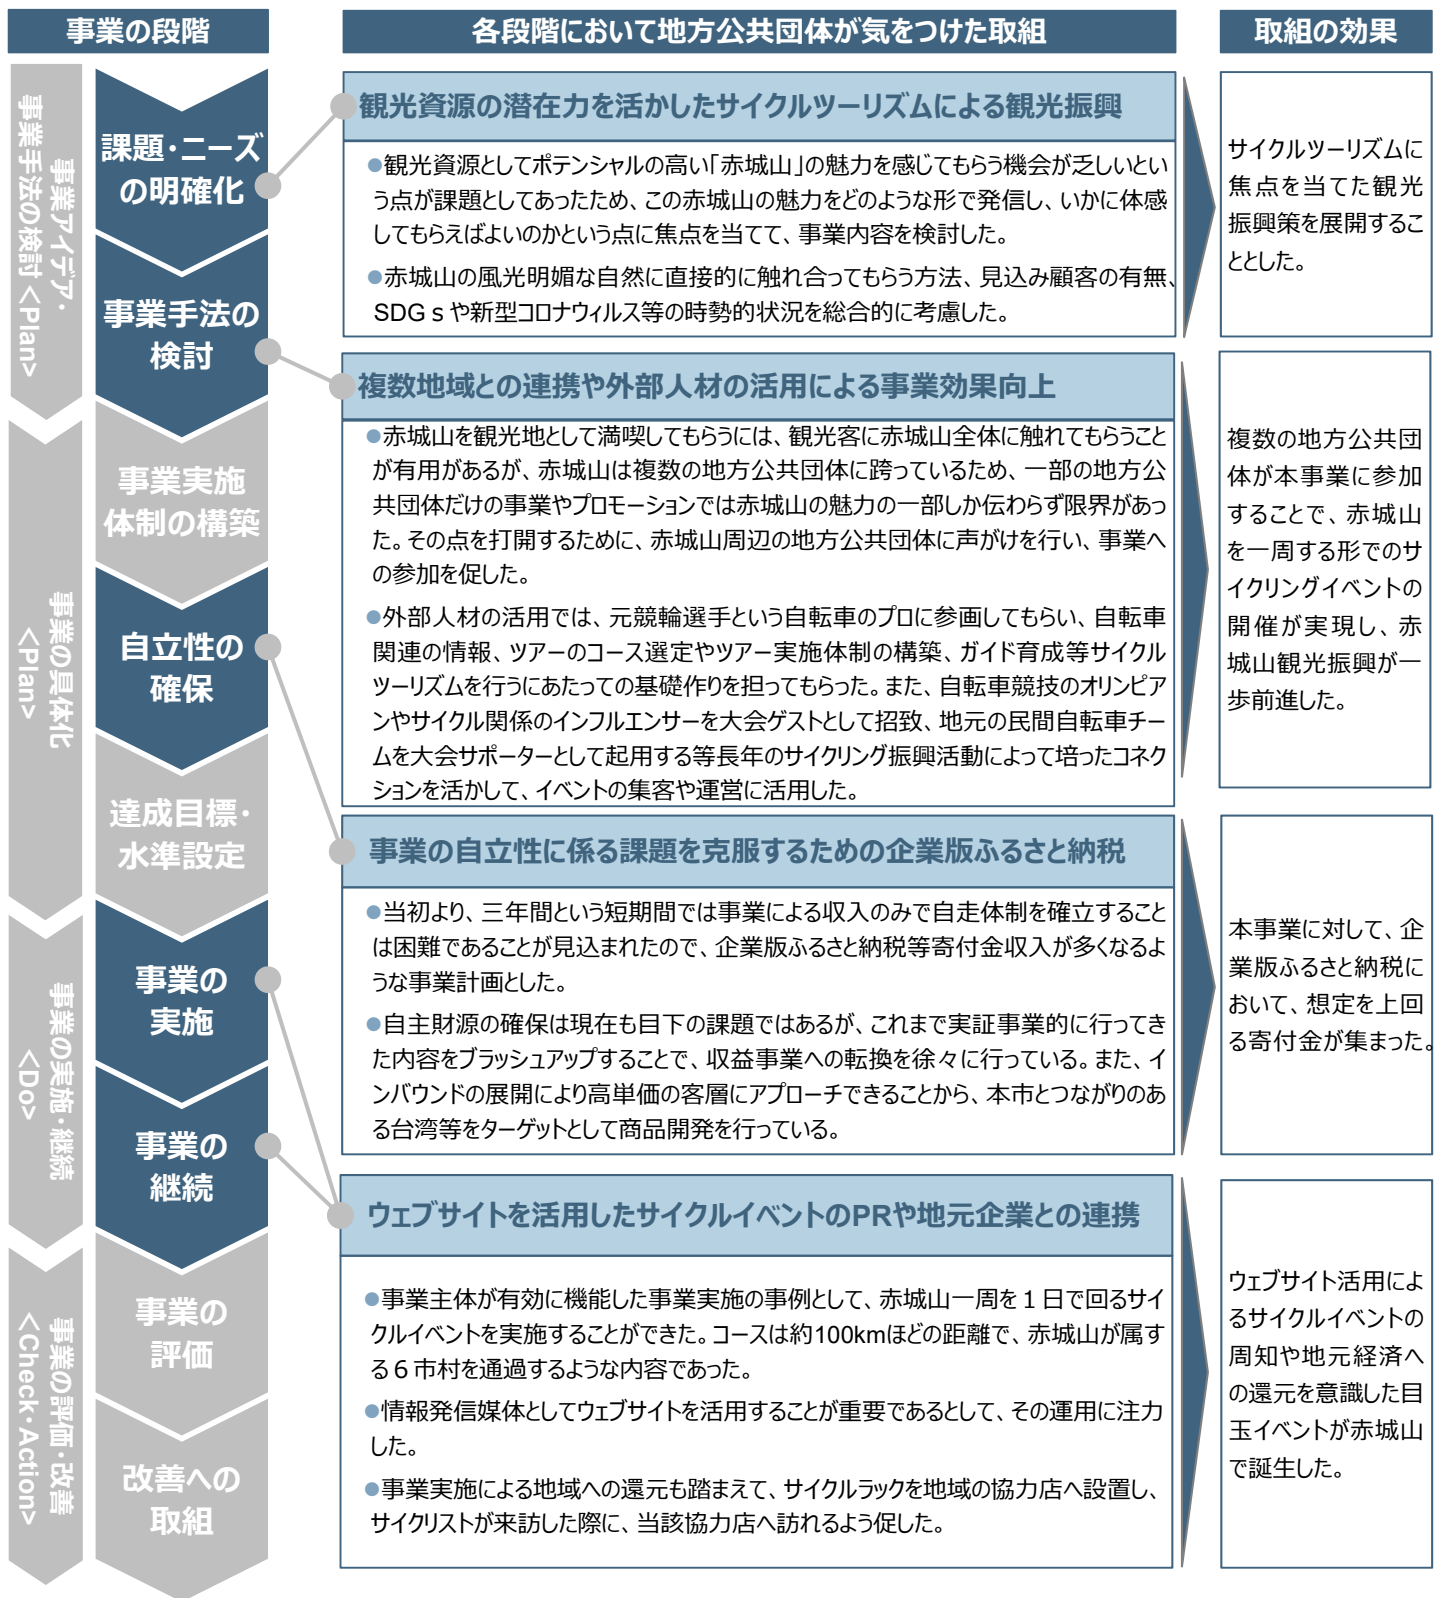 事業の段階
各段階において地方公共団体が気をつけた取組
取組の効果
事業アイデア・
事業手法の検討 <Plan>
事業の具体化
<Plan>
事業の実施・継続
<Do>
事業の評価・改善
<Check・Action>
課題・ニーズ
の明確化
事業手法の
検討
事業実施
体制の構築
自立性の
確保
達成目標・
水準設定
事業の
実施
事業の
継続
事業の
評価
改善への
取組
観光資源の潜在力を活かしたサイクルツーリズムによる観光振興
●観光資源としてポテンシャルの高い「赤城山」の魅力を感じてもらう機会が乏しいとい
う点が課題としてあったため、この赤城山の魅力をどのような形で発信し、いかに体感
してもらえばよいのかという点に焦点を当てて、事業内容を検討した。
●赤城山の風光明媚な自然に直接的に触れ合ってもらう方法、見込み顧客の有無、
SDGｓや新型コロナウィルス等の時勢的状況を総合的に考慮した。
サイクルツーリズムに
焦点を当てた観光
振興策を展開するこ
ととした。
複数地域との連携や外部人材の活用による事業効果向上
●赤城山を観光地として満喫してもらうには、観光客に赤城山全体に触れてもらうこと
が有用があるが、赤城山は複数の地方公共団体に跨っているため、一部の地方公
共団体だけの事業やプロモーションでは赤城山の魅力の一部しか伝わらず限界があっ
た。その点を打開するために、赤城山周辺の地方公共団体に声がけを行い、事業へ
の参加を促した。
●外部人材の活用では、元競輪選手という自転車のプロに参画してもらい、自転車
関連の情報、ツアーのコース選定やツアー実施体制の構築、ガイド育成等サイクル
ツーリズムを行うにあたっての基礎作りを担ってもらった。また、自転車競技のオリンピア
ンやサイクル関係のインフルエンサーを大会ゲストとして招致、地元の民間自転車チー
ムを大会サポーターとして起用する等長年のサイクリング振興活動によって培ったコネク
ションを活かして、イベントの集客や運営に活用した。
複数の地方公共団
体が本事業に参加
することで、赤城山
を一周する形でのサ
イクリングイベントの
開催が実現し、赤
城山観光振興が一
歩前進した。
事業の自立性に係る課題を克服するための企業版ふるさと納税
●当初より、三年間という短期間では事業による収入のみで自走体制を確立すること
は困難であることが見込まれたので、企業版ふるさと納税等寄付金収入が多くなるよ
うな事業計画とした。
●自主財源の確保は現在も目下の課題ではあるが、これまで実証事業的に行ってき
た内容をブラッシュアップすることで、収益事業への転換を徐々に行っている。また、イ
ンバウンドの展開により高単価の客層にアプローチできることから、本市とつながりのあ
る台湾等をターゲットとして商品開発を行っている。
本事業に対して、企
業版ふるさと納税に
おいて、想定を上回
る寄付金が集まった。
ウェブサイトを活用したサイクルイベントのPRや地元企業との連携
●事業主体が有効に機能した事業実施の事例として、赤城山一周を１日で回るサイ
クルイベントを実施することができた。コースは約100kmほどの距離で、赤城山が属す
る６市村を通過するような内容であった。
●情報発信媒体としてウェブサイトを活用することが重要であるとして、その運用に注力
した。
●事業実施による地域への還元も踏まえて、サイクルラックを地域の協力店へ設置し、
サイクリストが来訪した際に、当該協力店へ訪れるよう促した。
ウェブサイト活用によ
るサイクルイベントの
周知や地元経済へ
の還元を意識した目
玉イベントが赤城山
で誕生した。